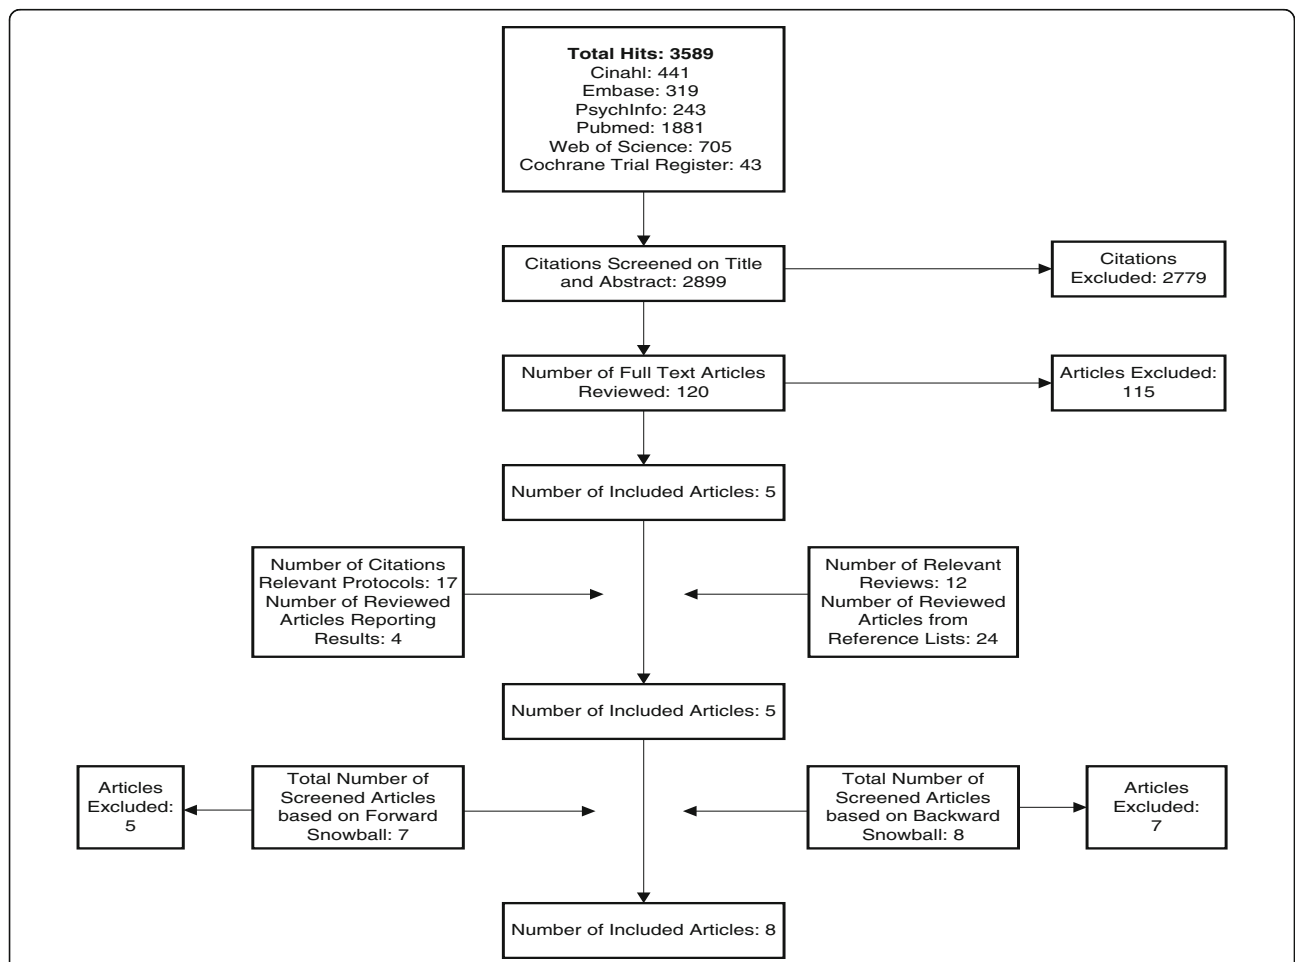 Total Hits: 3589
Cinahl: 441
Embase: 319
PsychInfo: 243
Pubmed: 1881
Web of Science: 705
Cochrane Trial Register: 43
Citations Screened on Title
and Abstract: 2899
Citations
Excluded: 2779
Number of Full Text Articles
Reviewed: 120
Articles Excluded:
115
Number of Included Articles: 5
Number of Citations
Relevant Protocols: 17
Number of Reviewed
Articles Reporting
Results: 4
Number of Relevant
Reviews: 12
Number of Reviewed
Articles from
Reference Lists: 24
Number of Included Articles: 5
Articles
Excluded:
5
Total Number of
Screened Articles
based on Forward
Snowball: 7
Total Number of
Screened Articles
based on Backward
Snowball: 8
Articles
Excluded:
7
Number of Included Articles: 8